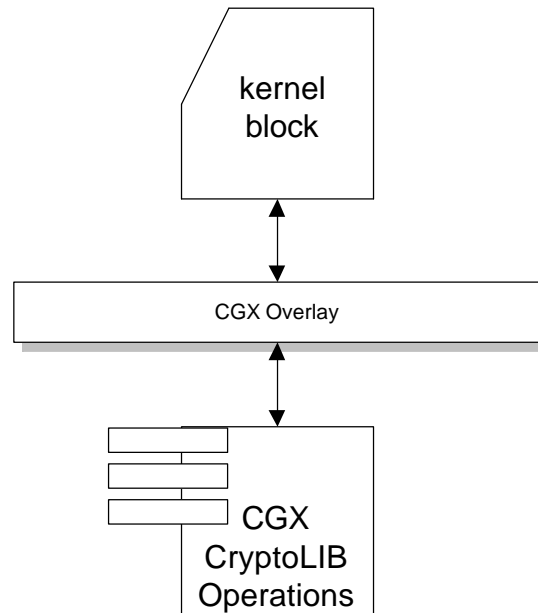 kernel
block
CGX Overlay
CGX
CryptoLIB
Operations